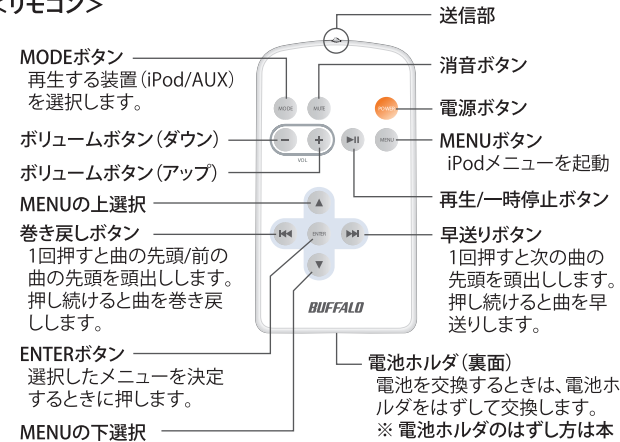 <リモコン>
送信部
MODEボタン
再生する装置（iPod/AUX）
を選択します。
消音ボタン
電源ボタン
ボリュームボタン（ダウン）
MENUボタン
iPodメニューを起動
ボリュームボタン（アップ）
再生/一時停止ボタン
MENUの上選択
巻き戻しボタン
1回押すと曲の先頭/前の
曲の先頭を頭出しします。
押し続けると曲を巻き戻
しします。
早送りボタン
1回押すと次の曲の
先頭を頭出しします。
押し続けると曲を早
送りします。
ENTERボタン
選択したメニューを決定
するときに押します。
MENUの下選択
電池ホルダ（裏面）
電池を交換するときは、電池ホ
ルダをはずして交換します。
※ 電池ホルダのはずし方は本
MODE
MUTE
POWER
− +
VOL
MENU
ENTER
BUFFALO